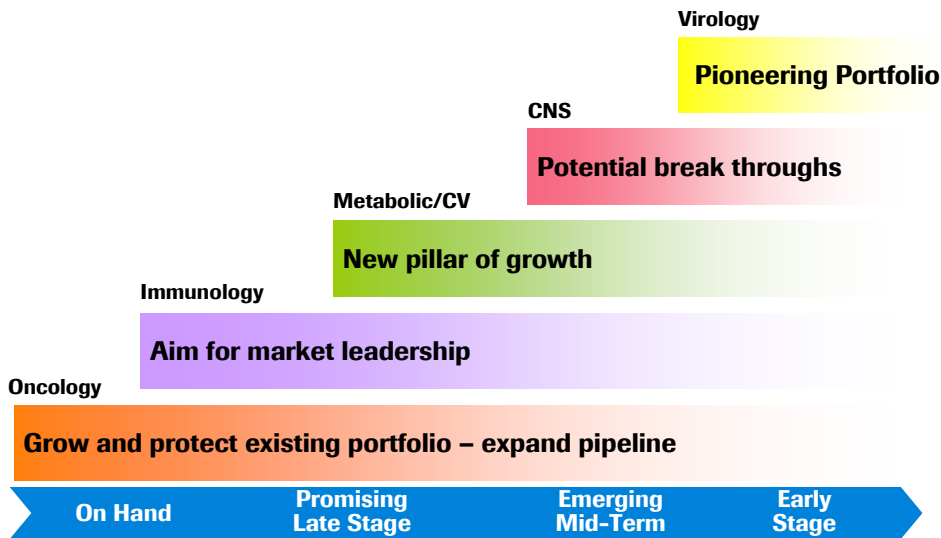 Virology
Pioneering Portfolio
CNS
Potential break throughs
Metabolic/CV
New pillar of growth
Immunology
Aim for market leadership
Oncology
Grow and protect existing portfolio – expand pipeline
On Hand
Promising
Late Stage
Emerging
Mid-Term
Early
Stage